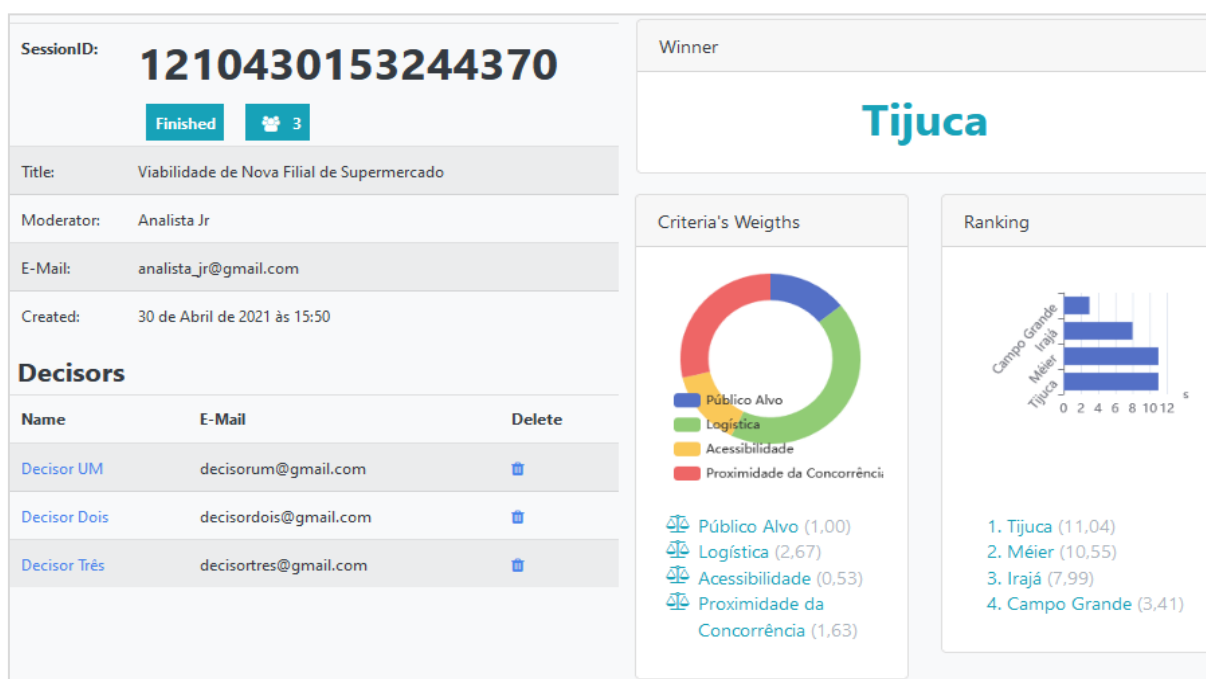 SessionID:
1210430153244370
Finished
3
Title: Viabilidade de Nova Filial de Supermercado
Moderator: Analista Jr
E-Mail: analista_jr@gmail.com
Created: 30 de Abril de 2021 às 15:50
Decisors
Name E-Mail Delete
Decisor UM decisorum@gmail.com
Decisor Dois decisordois@gmail.com
Decisor Três decisortres@gmail.com
Winner
Tijuca
Criteria's Weigths
Público Alvo
Logística
Acessibilidade
Proximidade da Concorrênci
Público Alvo (1,00)
Logística (2,67)
Acessibilidade (0,53)
Proximidade da
Concorrência (1,63)
Ranking
Campo Grande
Irajá
Méier
Tijuca
0 2 4 6 8 10 12
s
1. Tijuca (11,04)
2. Méier (10,55)
3. Irajá (7,99)
4. Campo Grande (3,41)